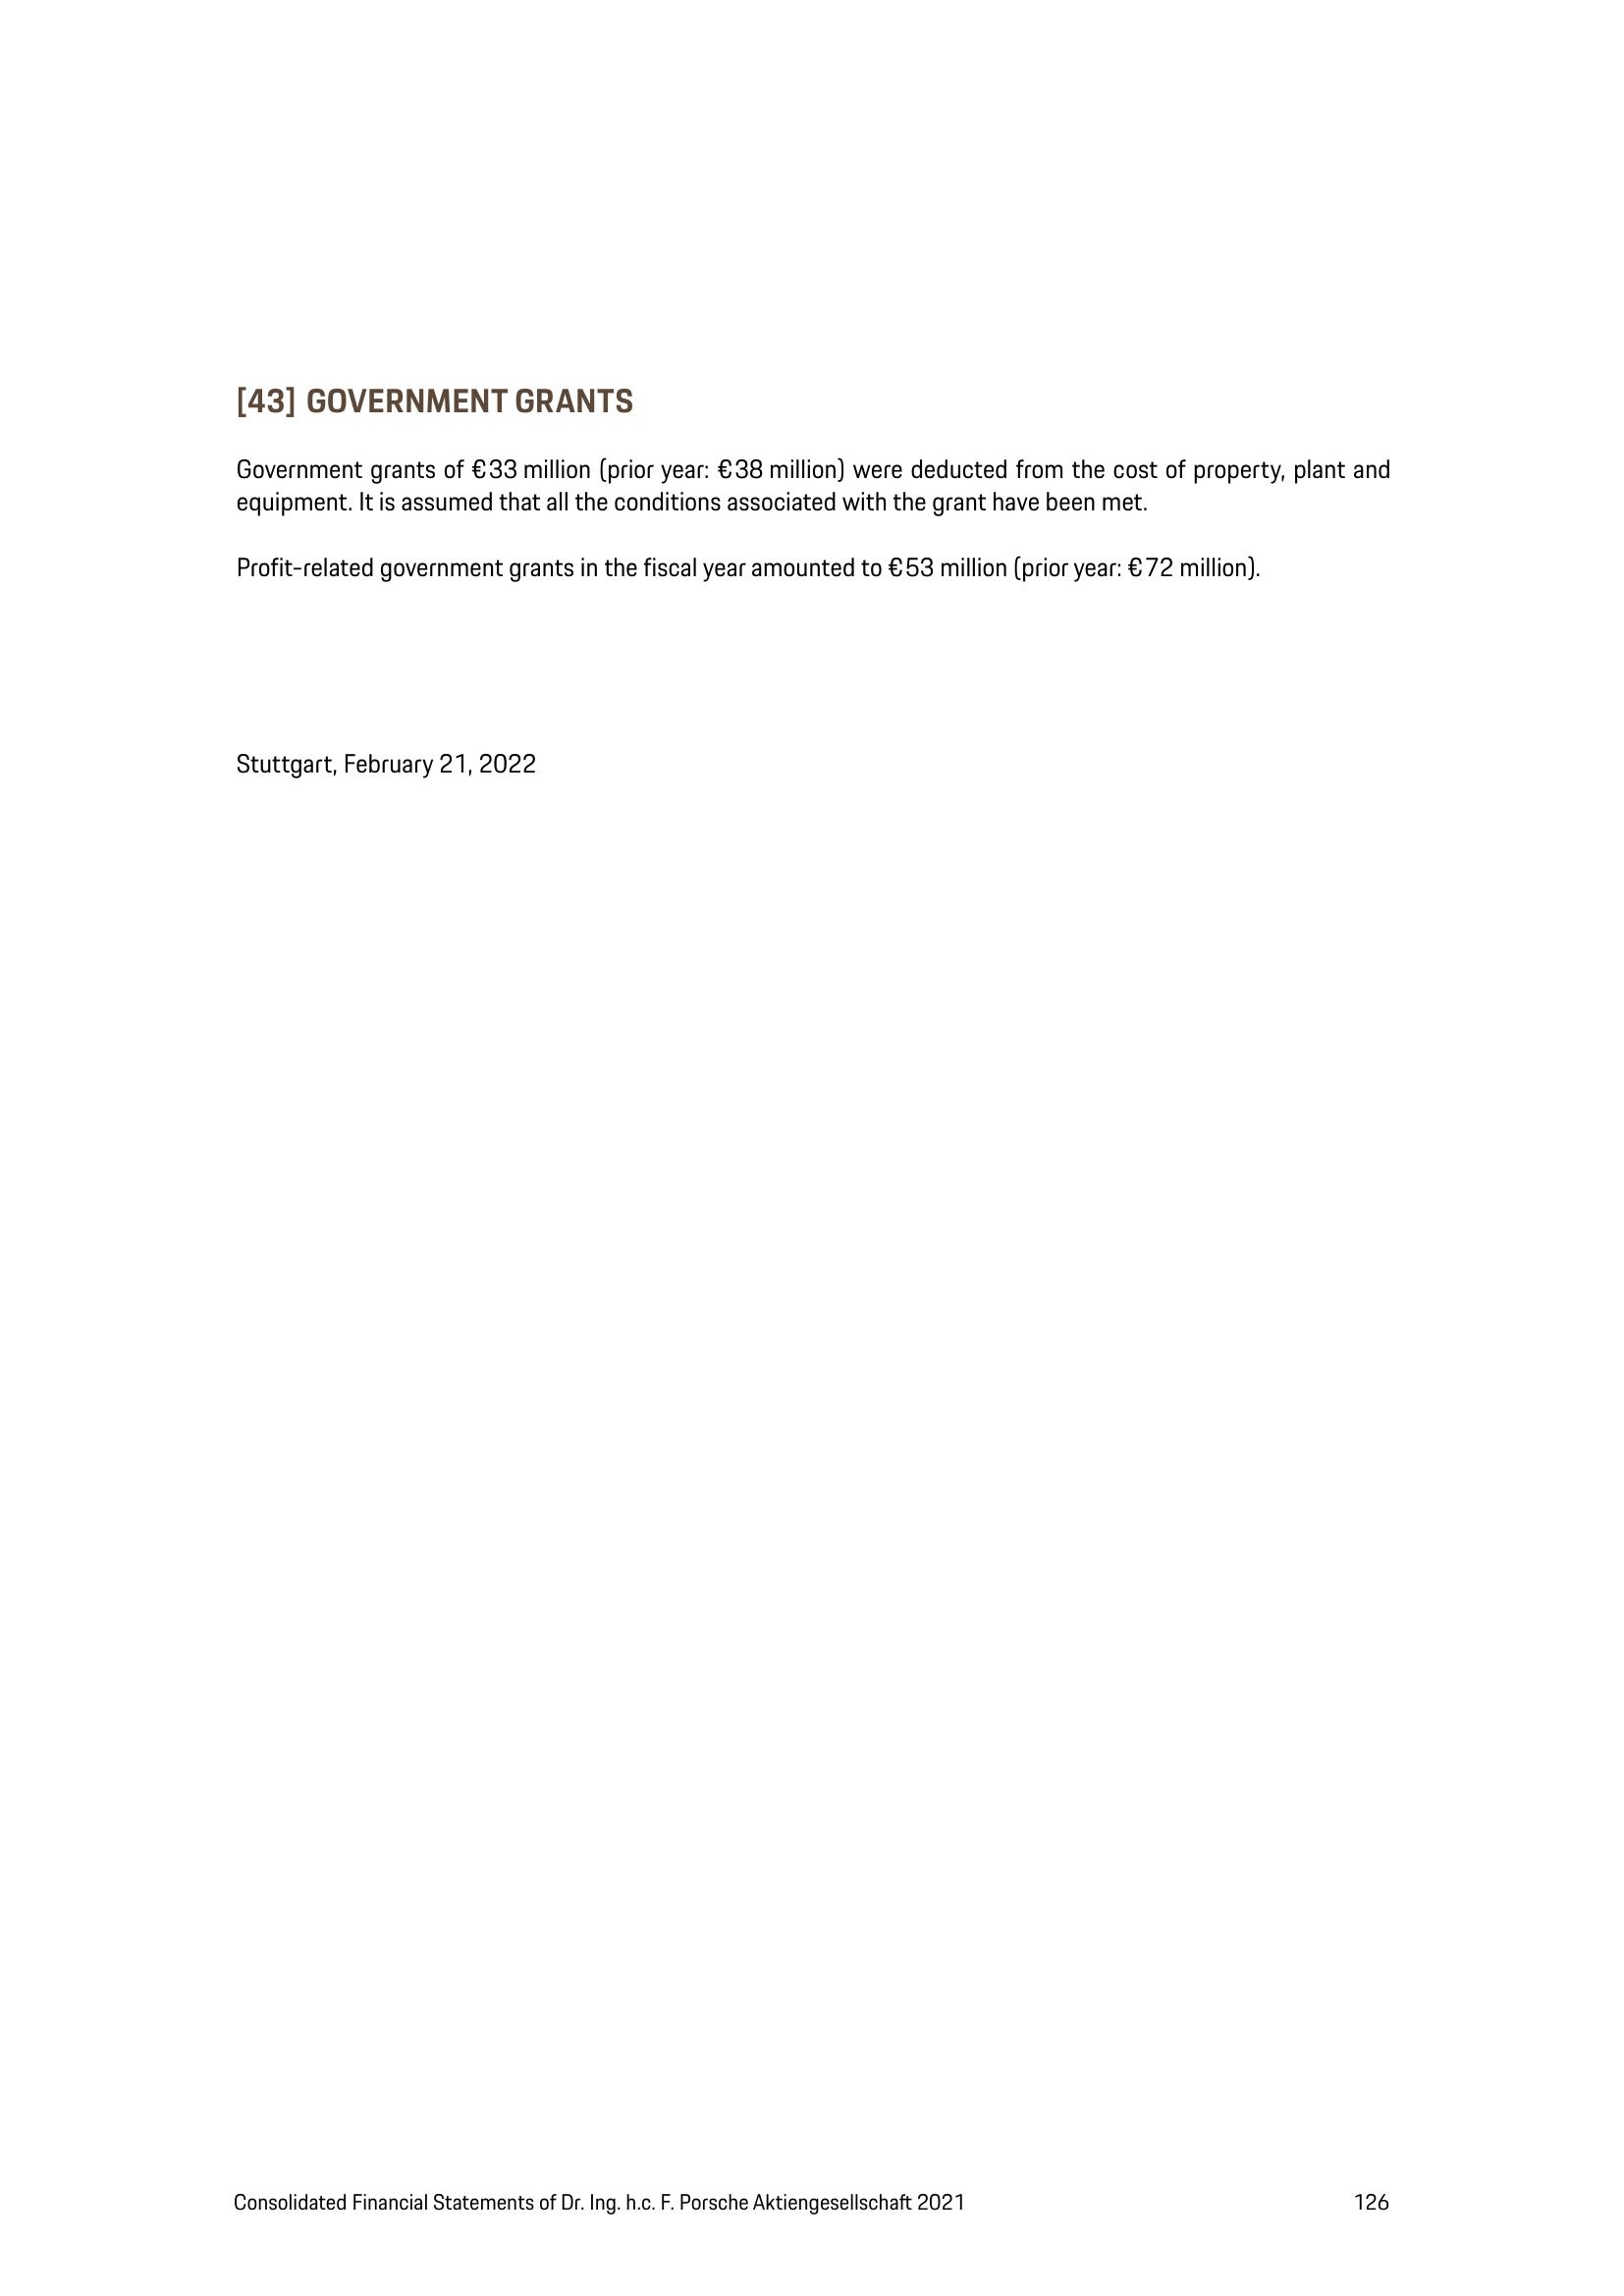 [43] GOVERNMENT GRANTS
Government grants of €33 million (prior year: €38 million) were deducted from the cost of property, plant and
equipment. It is assumed that all the conditions associated with the grant have been met.
Profit-related government grants in the fiscal year amounted to €53 million (prior year: €72 million).
Stuttgart, February 21, 2022
Consolidated Financial Statements of Dr. Ing. h.c. F. Porsche Aktiengesellschaft 2021 126